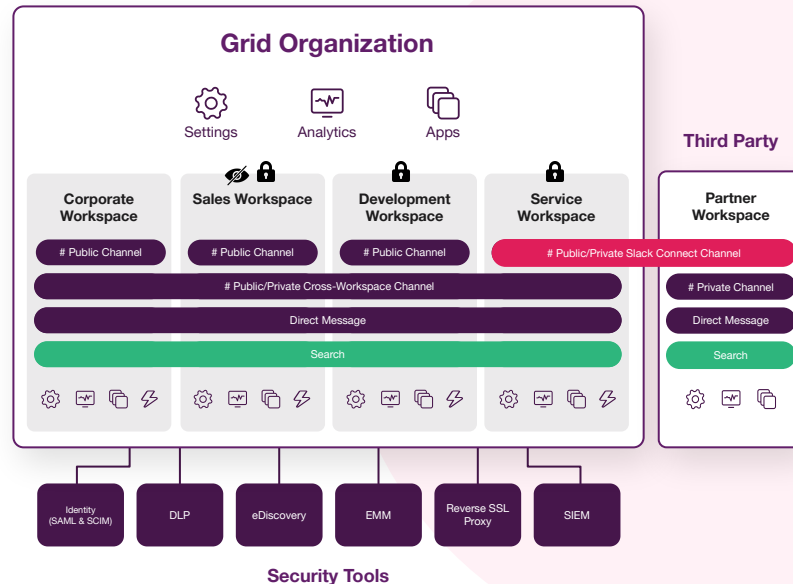 Grid Organization
Settings
Analytics
Apps
Third Party
Corporate
Workspace
Sales Workspace
Development
Workspace
Service
Workspace
Partner
Workspace
# Public Channel
# Public Channel
# Public Channel
# Public/Private Slack Connect Channel
# Public/Private Cross-Workspace Channel
# Private Channel
Direct Message
Direct Message
Search
Search
Identity
(SAML & SCIM)
DLP
eDiscovery
EMM
Reverse SSL
Proxy
SIEM
Security Tools